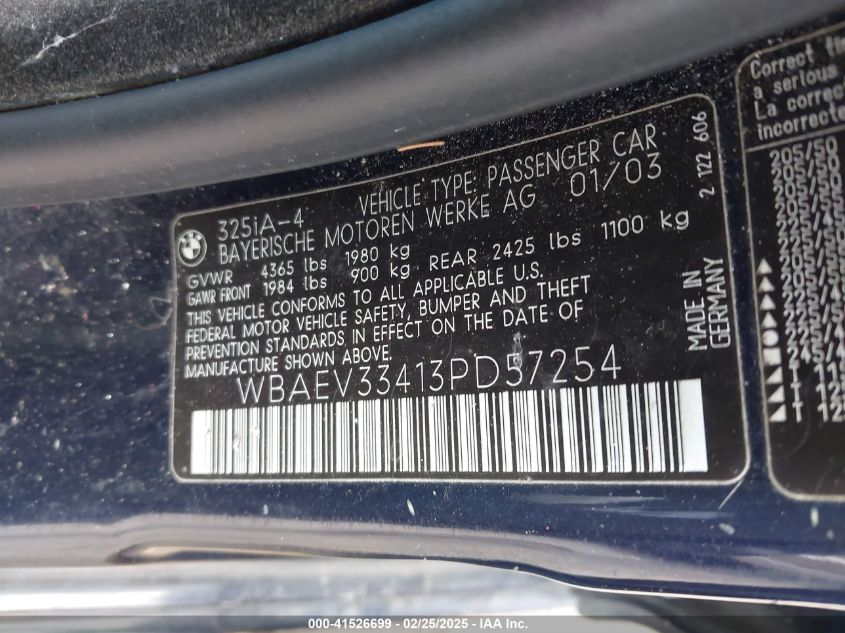 BMW
325iA-4 VEHICLE TYPE: PASSENGER CAR
BAYERISCHE MOTOREN WERKE AG 01/03
GVWR 4365 lbs 1980 kg
GAWR FRONT 1984 lbs 900 kg REAR 2425 lbs 1100 kg
THIS VEHICLE CONFORMS TO ALL APPLICABLE U.S.
FEDERAL MOTOR VEHICLE SAFETY, BUMPER AND THEFT
PREVENTION STANDARDS IN EFFECT ON THE DATE OF
MANUFACTURE SHOWN ABOVE.
WBAEV33413PD57254
MADE IN
GERMANY
2 122 606
Correct
a serious
La
205/50
000-41526699 - 02/25/2025 - IAA Inc.